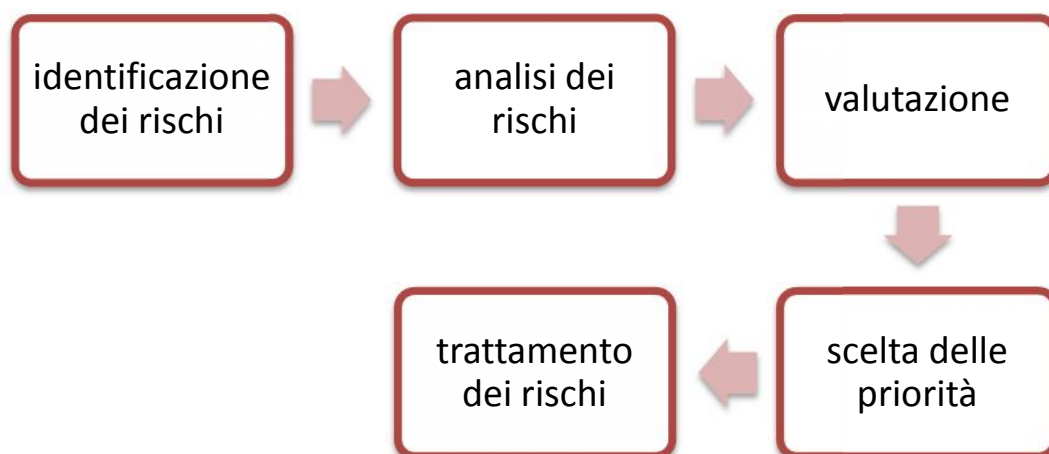 identificazione
dei rischi
analisi dei
rischi
valutazione
scelta delle
priorità
trattamento
dei rischi